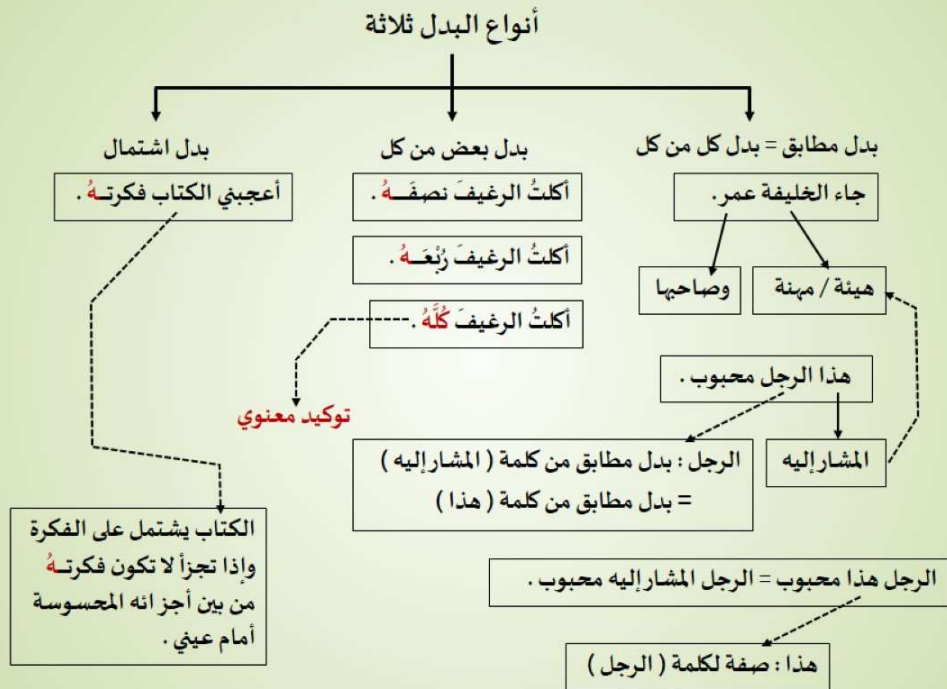 أنواع البدل ثلاثة
بدل مطابق = بدل كل من كل
جاء الخليفة عمر .
هيئة / مهنة
وصاحبها
هذا الرجل محبوب .
المشار إليه
الرجل : بدل مطابق من كلمة ( المشار إليه )
= بدل مطابق من كلمة ( هذا )
الرجل هذا محبوب = الرجل المشار إليه محبوب .
هذا : صفة لكلمة ( الرجل )
بدل بعض من كل
أكلتُ الرغيفَ نصفَـهُ .
أكلتُ الرغيفَ رُبْعَـهُ .
أكلتُ الرغيفَ كُلَّهُ .
توكيد معنوي
بدل اشتمال
أعجبني الكتاب فكرتـهُ .
الكتاب يشتمل على الفكرة
وإذا تجزأ لا تكون فكرتـهُ
من بين أجزائه المحسوسة
أمام عيني .